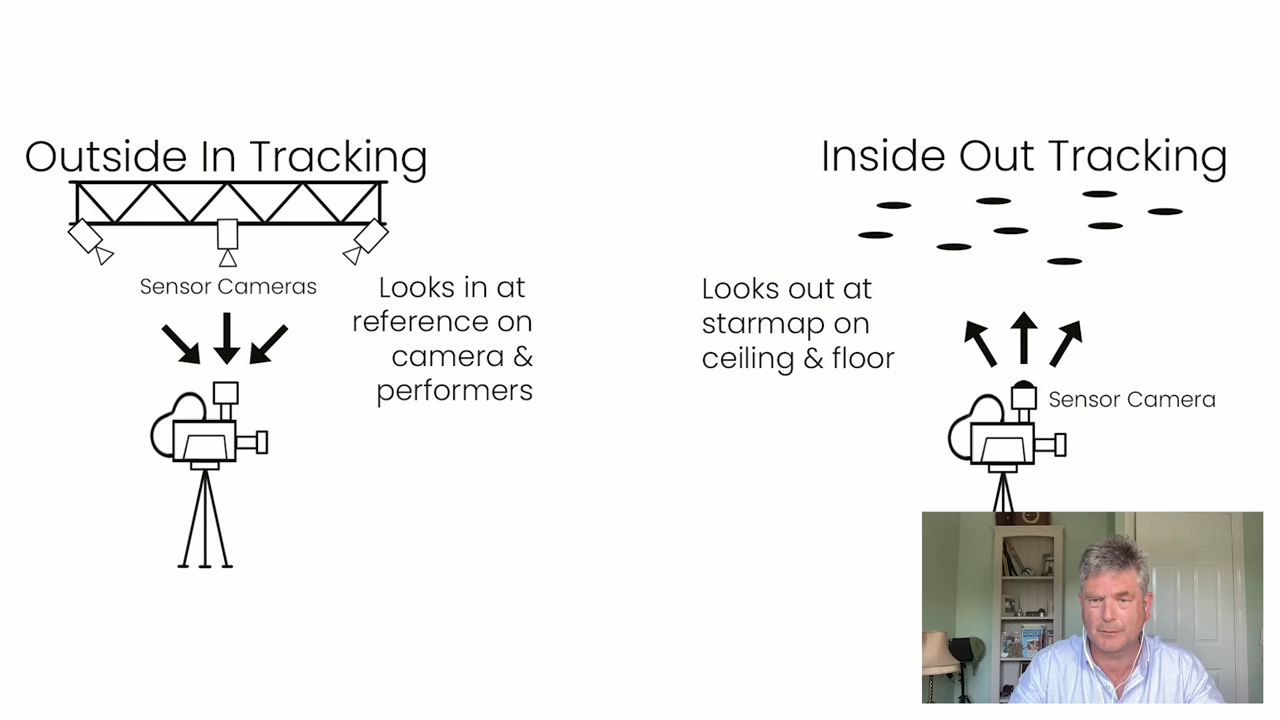 Outside In Tracking
Sensor Cameras
Looks in at
reference on
camera &
performers
Inside Out Tracking
Looks out at
starmap on
ceiling & floor
Sensor Camera